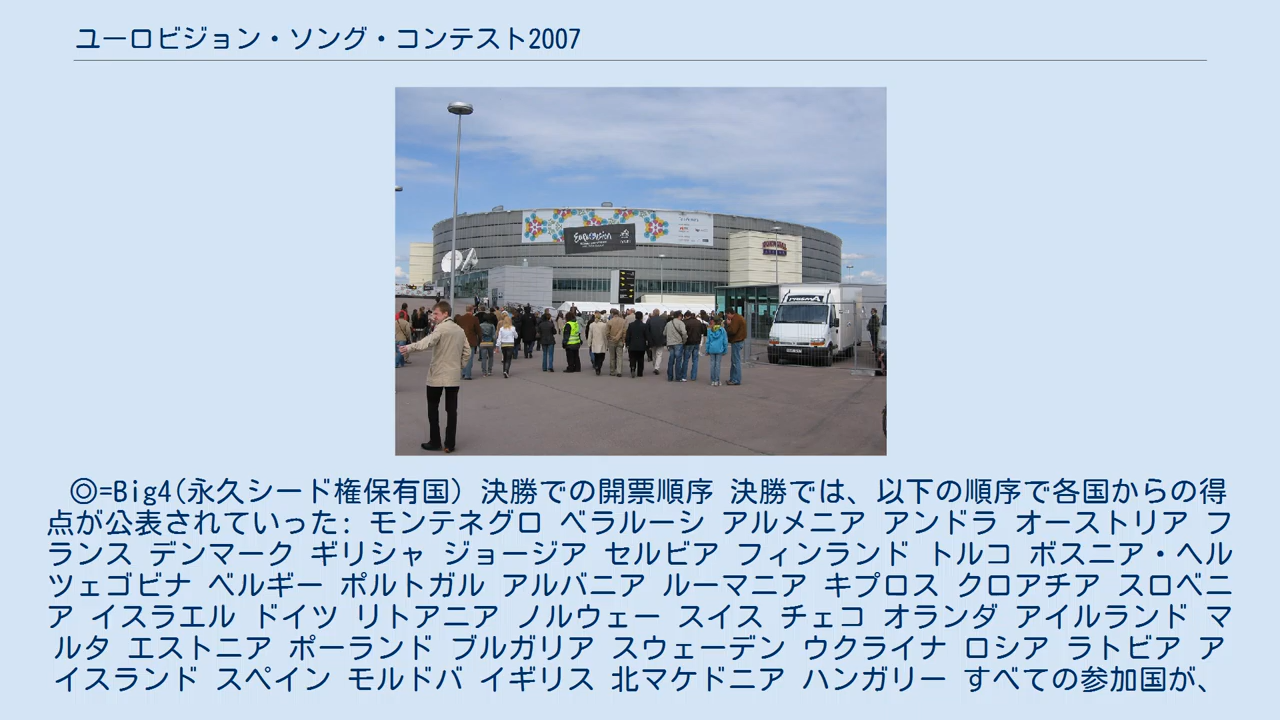 ユーロビジョン・ソング・コンテスト2007
Eurovision
◎=Big4(永久シード権保有国) 決勝での開票順序 決勝では、以下の順序で各国からの得
点が公表されていった: モンテネグロ ベラルーシ アルメニア アンドラ オーストリア フ
ランス デンマーク ギリシャ ジョージア セルビア フィンランド トルコ ボスニア・ヘル
ツェゴビナ ベルギー ポルトガル アルバニア ルーマニア キプロス クロアチア スロベニ
ア イスラエル ドイツ リトアニア ノルウェー スイス チェコ オランダ アイルランド マ
ルタ エストニア ポーランド ブルガリア スウェーデン ウクライナ ロシア ラトビア ア
イスランド スペイン モルドバ イギリス 北マケドニア ハンガリー すべての参加国が、